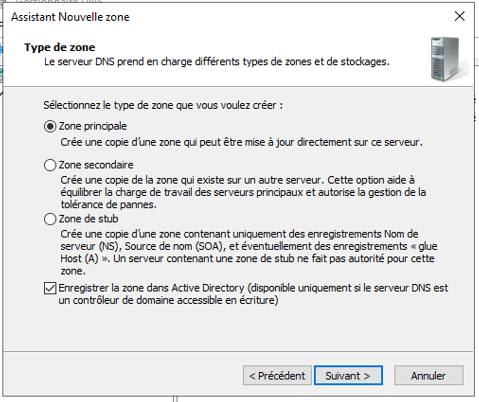 Assistant Nouvelle zone
Type de zone
Le serveur DNS prend en charge différents types de zones et de stockages.
Sélectionnez le type de zone que vous voulez créer :
Zone principale
Crée une copie d'une zone qui peut être mise à jour directement sur ce serveur.
Zone secondaire
Crée une copie de la zone qui existe sur un autre serveur. Cette option aide à
équilibrer la charge de travail des serveurs principaux et autorise la gestion de la
tolérance de pannes.
Zone de stub
Crée une copie d'une zone contenant uniquement des enregistrements Nom de
serveur (NS), Source de nom (SOA), et éventuellement des enregistrements « glue
Host (A) ». Un serveur contenant une zone de stub ne fait pas autorité pour cette
zone.
Enregistrer la zone dans Active Directory (disponible uniquement si le serveur DNS est
un contrôleur de domaine accessible en écriture)
< Précédent
Suivant >
Annuler